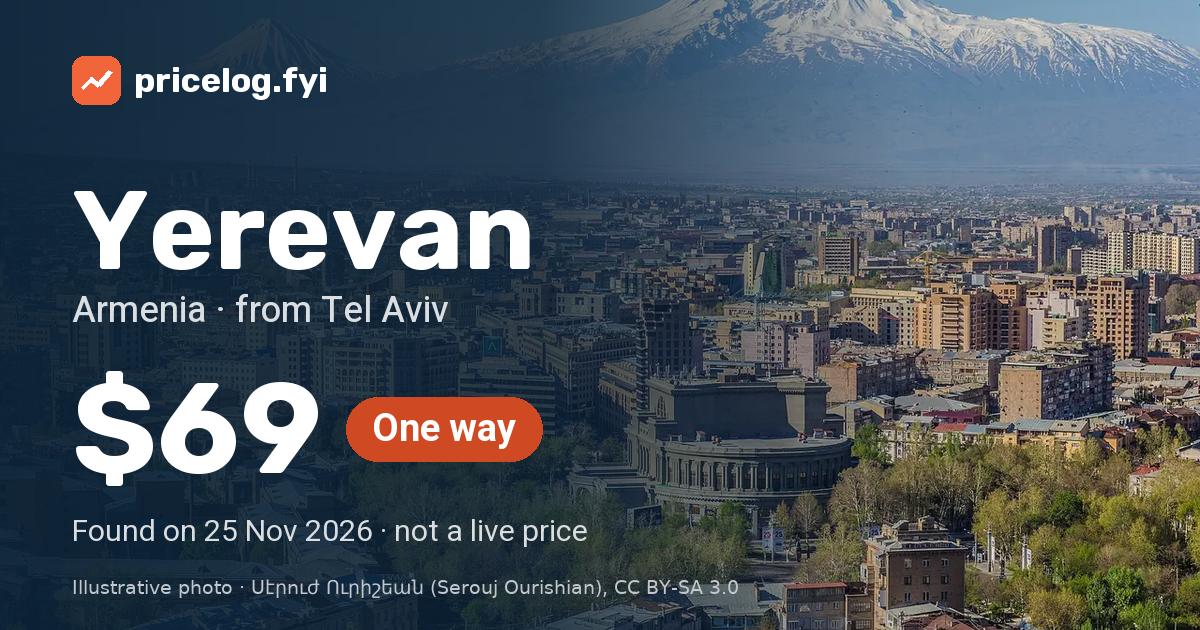 pricelog.fyi
Yerevan
Armenia · from Tel Aviv
$69 One way
Found on 25 Nov 2026 · not a live price
Illustrative photo · Սէրուժ Ուրիշեան (Serouj Ourishian), CC BY-SA 3.0